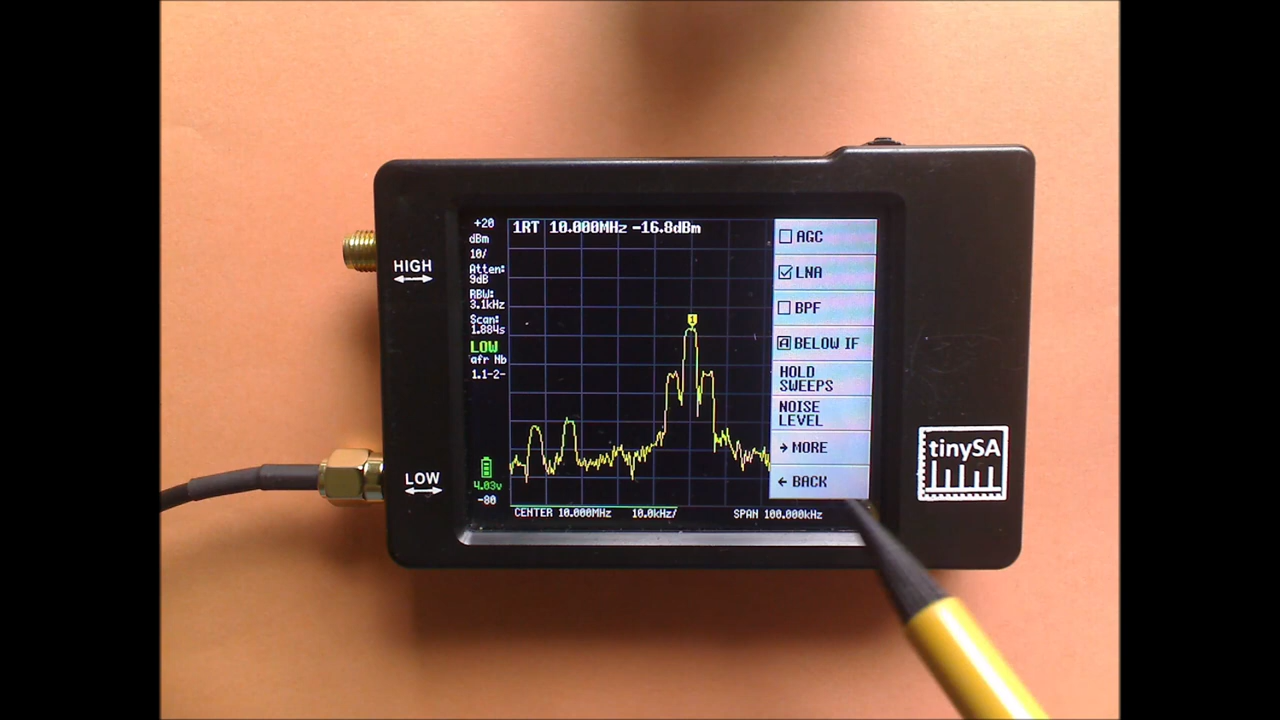 +20
dBm
10/
Atten:
9dB
RBW:
3.1kHz
Scan:
1.884s
LOW
afr Nb
1.1-2-
4.03v
-80
1RT 10.000MHz -16.8dBm
1
CENTER 10.000MHz 10.0kHz/ SPAN 100.000kHz
AGC
LNA
BPF
A BELOW IF
HOLD
SWEEPS
NOISE
LEVEL
→ MORE
← BACK
HIGH
LOW
tinySA